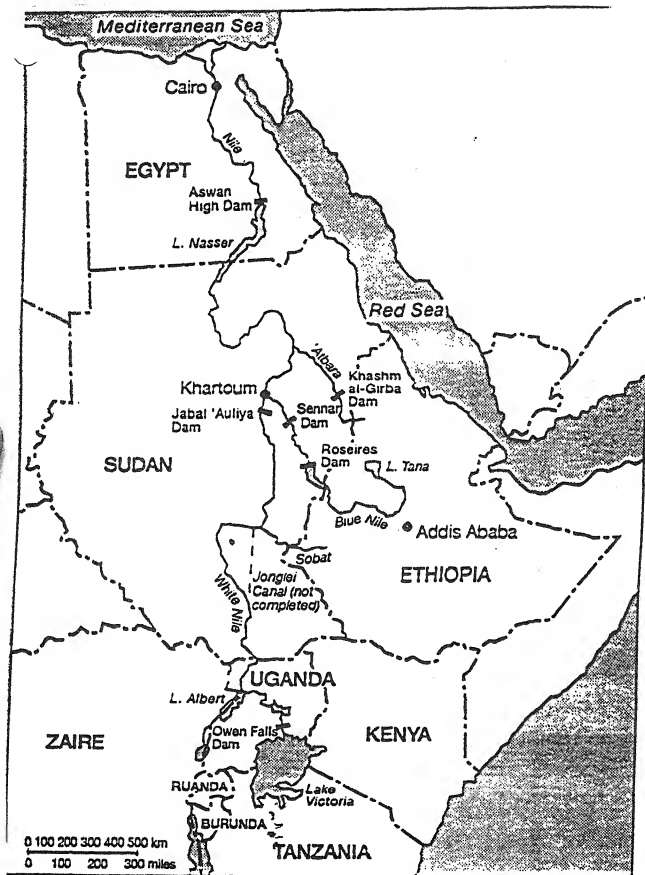 Mediterranean Sea
Cairo
Nile
EGYPT
Aswan
High Dam
L. Nasser
Red Sea
'Atbara
Khashm
al-Girba
Dam
Khartoum
Jabal 'Auliya
Dam
Sennar
Dam
Roseires
Dam
L. Tana
SUDAN
Blue Nile
Addis Ababa
Sobat
ETHIOPIA
Jonglei
Canal (not
completed)
White Nile
UGANDA
L. Albert
ZAIRE
Owen Falls
Dam
KENYA
RUANDA
Lake
Victoria
BURUNDA
TANZANIA
0 100 200 300 400 500 km
0 100 200 300 miles